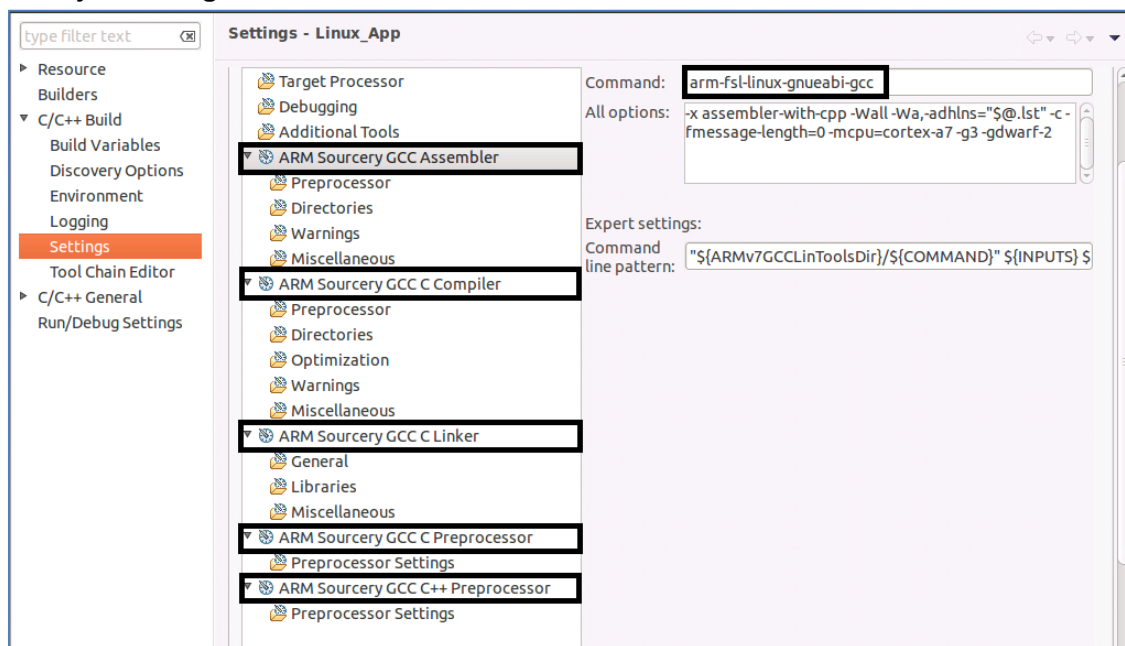 type filter text
Resource
Builders
C/C++ Build
Build Variables
Discovery Options
Environment
Logging
Settings
Tool Chain Editor
C/C++ General
Run/Debug Settings
Settings - Linux_App
Target Processor
Debugging
Additional Tools
ARM Sourcery GCC Assembler
Preprocessor
Directories
Warnings
Miscellaneous
ARM Sourcery GCC C Compiler
Preprocessor
Directories
Optimization
Warnings
Miscellaneous
ARM Sourcery GCC C Linker
General
Libraries
Miscellaneous
ARM Sourcery GCC C Preprocessor
Preprocessor Settings
ARM Sourcery GCC C++ Preprocessor
Preprocessor Settings
Command: arm-fsl-linux-gnueabi-gcc
All options: -x assembler-with-cpp -Wall -Wa,-adhlns="$@.lst" -c -
fmessage-length=0 -mcpu=cortex-a7 -g3 -gdwarf-2
Expert settings:
Command
line pattern: "${ARMv7GCCLinToolsDir}/${COMMAND}" ${INPUTS} $